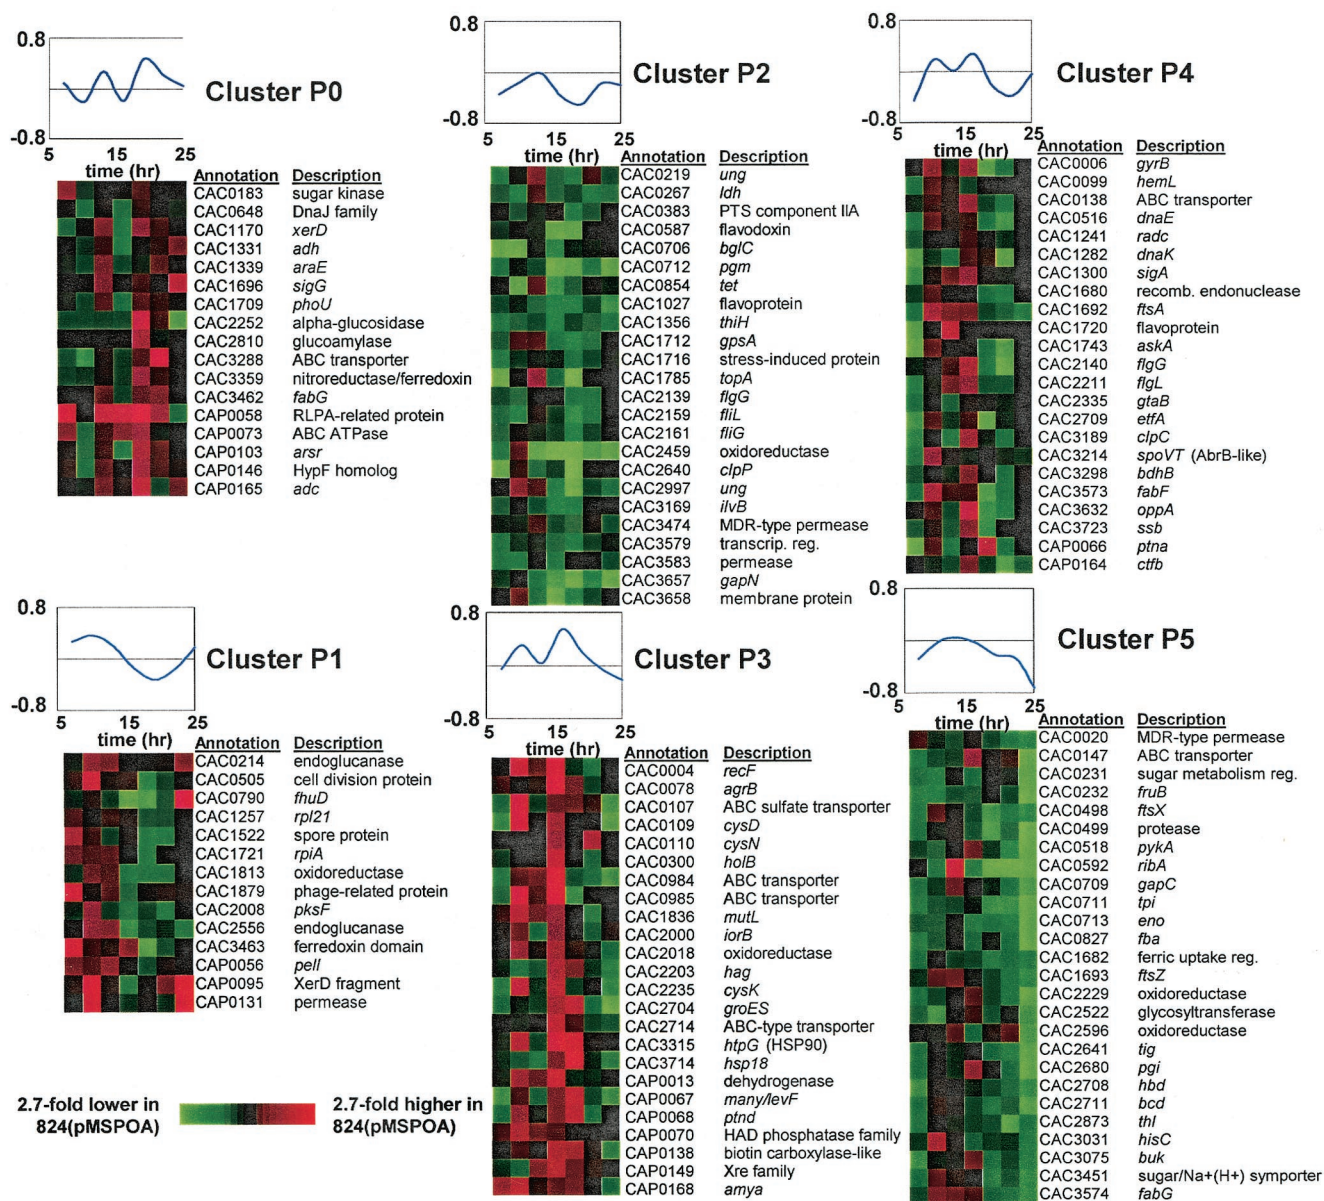 0.8
-0.8
5
15
25
time (hr)
Cluster P0
Annotation Description
CAC0183 sugar kinase
CAC0648 DnaJ family
CAC1170 xerD
CAC1331 adh
CAC1339 araE
CAC1696 sigG
CAC1709 phoU
CAC2252 alpha-glucosidase
CAC2810 glucoamylase
CAC3288 ABC transporter
CAC3359 nitroreductase/ferredoxin
CAC3462 fabG
CAP0058 RLPA-related protein
CAP0073 ABC ATPase
CAP0103 arsr
CAP0146 HypF homolog
CAP0165 adc
0.8
-0.8
5
15
25
time (hr)
Cluster P2
Annotation Description
CAC0219 ung
CAC0267 ldh
CAC0383 PTS component IIA
CAC0587 flavodoxin
CAC0706 bglC
CAC0712 pgm
CAC0854 tet
CAC1027 flavoprotein
CAC1356 thiH
CAC1712 gpsA
CAC1716 stress-induced protein
CAC1785 topA
CAC2139 flgG
CAC2159 fliL
CAC2161 fliG
CAC2459 oxidoreductase
CAC2640 clpP
CAC2997 ung
CAC3169 ilvB
CAC3474 MDR-type permease
CAC3579 transcrip. reg.
CAC3583 permease
CAC3657 gapN
CAC3658 membrane protein
0.8
-0.8
5
15
25
time (hr)
Cluster P4
Annotation Description
CAC0006 gyrB
CAC0099 hemL
CAC0138 ABC transporter
CAC0516 dnaE
CAC1241 radc
CAC1282 dnaK
CAC1300 sigA
CAC1680 recomb. endonuclease
CAC1692 ftsA
CAC1720 flavoprotein
CAC1743 askA
CAC2140 flgG
CAC2211 flgL
CAC2335 gtaB
CAC2709 etfA
CAC3189 clpC
CAC3214 spoVT (AbrB-like)
CAC3298 bdhB
CAC3573 fabF
CAC3632 oppA
CAC3723 ssb
CAP0066 ptna
CAP0164 ctfb
0.8
-0.8
5
15
25
time (hr)
Cluster P1
Annotation Description
CAC0214 endoglucanase
CAC0505 cell division protein
CAC0790 fhuD
CAC1257 rpl21
CAC1522 spore protein
CAC1721 rpiA
CAC1813 oxidoreductase
CAC1879 phage-related protein
CAC2008 pksF
CAC2556 endoglucanase
CAC3463 ferredoxin domain
CAP0056 pelI
CAP0095 XerD fragment
CAP0131 permease
0.8
-0.8
5
15
25
time (hr)
Cluster P3
Annotation Description
CAC0004 recF
CAC0078 agrB
CAC0107 ABC sulfate transporter
CAC0109 cysD
CAC0110 cysN
CAC0300 holB
CAC0984 ABC transporter
CAC0985 ABC transporter
CAC1836 mutL
CAC2000 iorB
CAC2018 oxidoreductase
CAC2203 hag
CAC2235 cysK
CAC2704 groES
CAC2714 ABC-type transporter
CAC3315 htpG (HSP90)
CAC3714 hsp18
CAP0013 dehydrogenase
CAP0067 many/levF
CAP0068 ptnd
CAP0070 HAD phosphatase family
CAP0138 biotin carboxylase-like
CAP0149 Xre family
CAP0168 amya
0.8
-0.8
5
15
25
time (hr)
Cluster P5
Annotation Description
CAC0020 MDR-type permease
CAC0147 ABC transporter
CAC0231 sugar metabolism reg.
CAC0232 fruB
CAC0498 ftsX
CAC0499 protease
CAC0518 pykA
CAC0592 ribA
CAC0709 gapC
CAC0711 tpi
CAC0713 eno
CAC0827 fba
CAC1682 ferric uptake reg.
CAC1693 ftsZ
CAC2229 oxidoreductase
CAC2522 glycosyltransferase
CAC2596 oxidoreductase
CAC2641 tig
CAC2680 pgi
CAC2708 hbd
CAC2711 bcd
CAC2873 thl
CAC3031 hisC
CAC3075 buk
CAC3451 sugar/Na+(H+) symporter
CAC3574 fabG
2.7-fold lower in
824(pMSPOA)
2.7-fold higher in
824(pMSPOA)